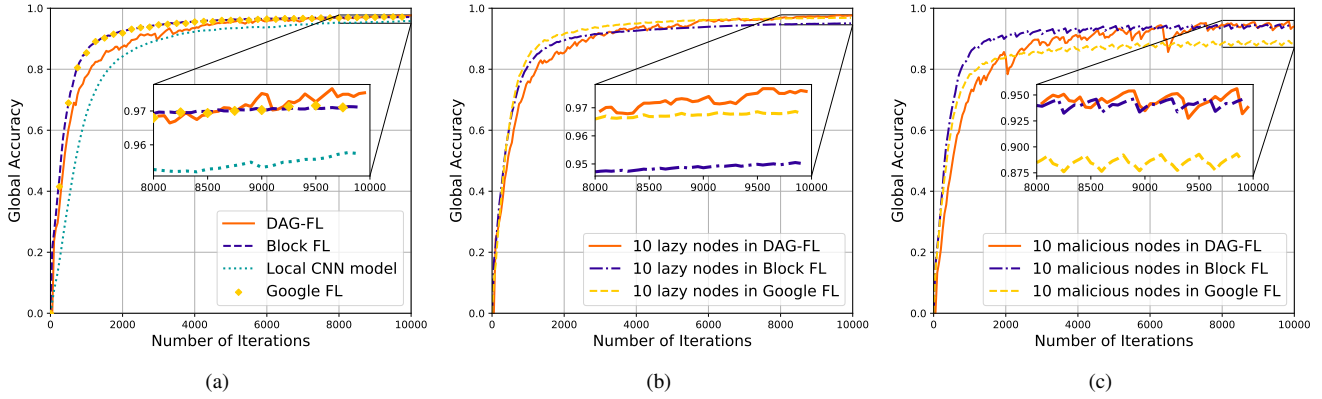 1.0
0.8
0.6
0.4
0.2
0.0
Global Accuracy
0.97
0.96
8000 8500 9000 9500 10000
DAG-FL
Block FL
Local CNN model
Google FL
0 2000 4000 6000 8000 10000
Number of Iterations
(a)
1.0
0.8
0.6
0.4
0.2
0.0
Global Accuracy
0.97
0.96
0.95
8000 8500 9000 9500 10000
10 lazy nodes in DAG-FL
10 lazy nodes in Block FL
10 lazy nodes in Google FL
0 2000 4000 6000 8000 10000
Number of Iterations
(b)
1.0
0.8
0.6
0.4
0.2
0.0
Global Accuracy
0.950
0.925
0.900
0.875
8000 8500 9000 9500 10000
10 malicious nodes in DAG-FL
10 malicious nodes in Block FL
10 malicious nodes in Google FL
0 2000 4000 6000 8000 10000
Number of Iterations
(c)